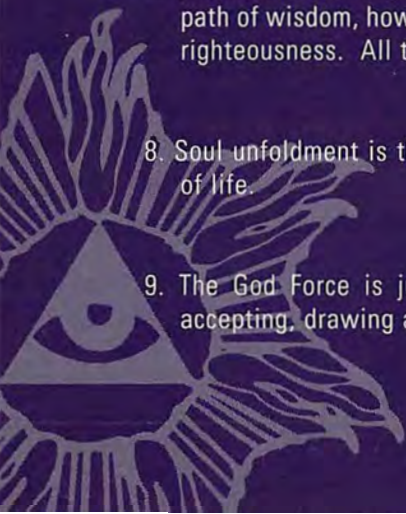 path of wisdom, how
righteousness. All t
8. Soul unfoldment is t
of life.
9. The God Force is j
accepting, drawing a